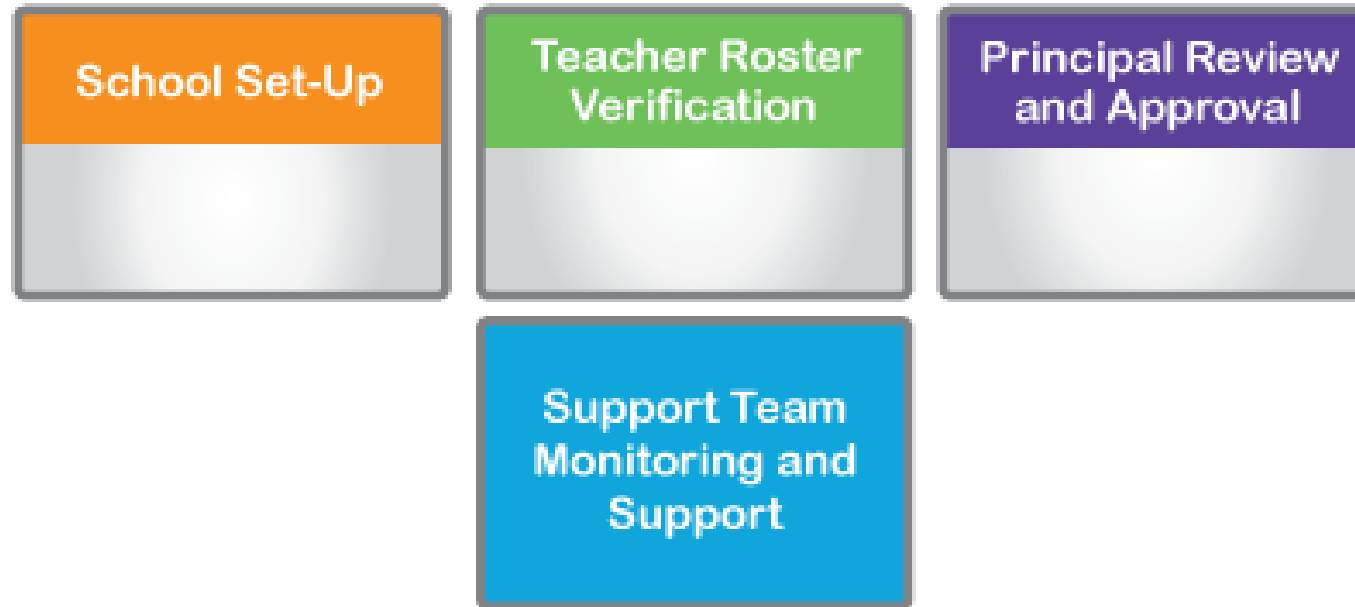 School Set-Up
Teacher Roster
Verification
Principal Review
and Approval
Support Team
Monitoring and
Support